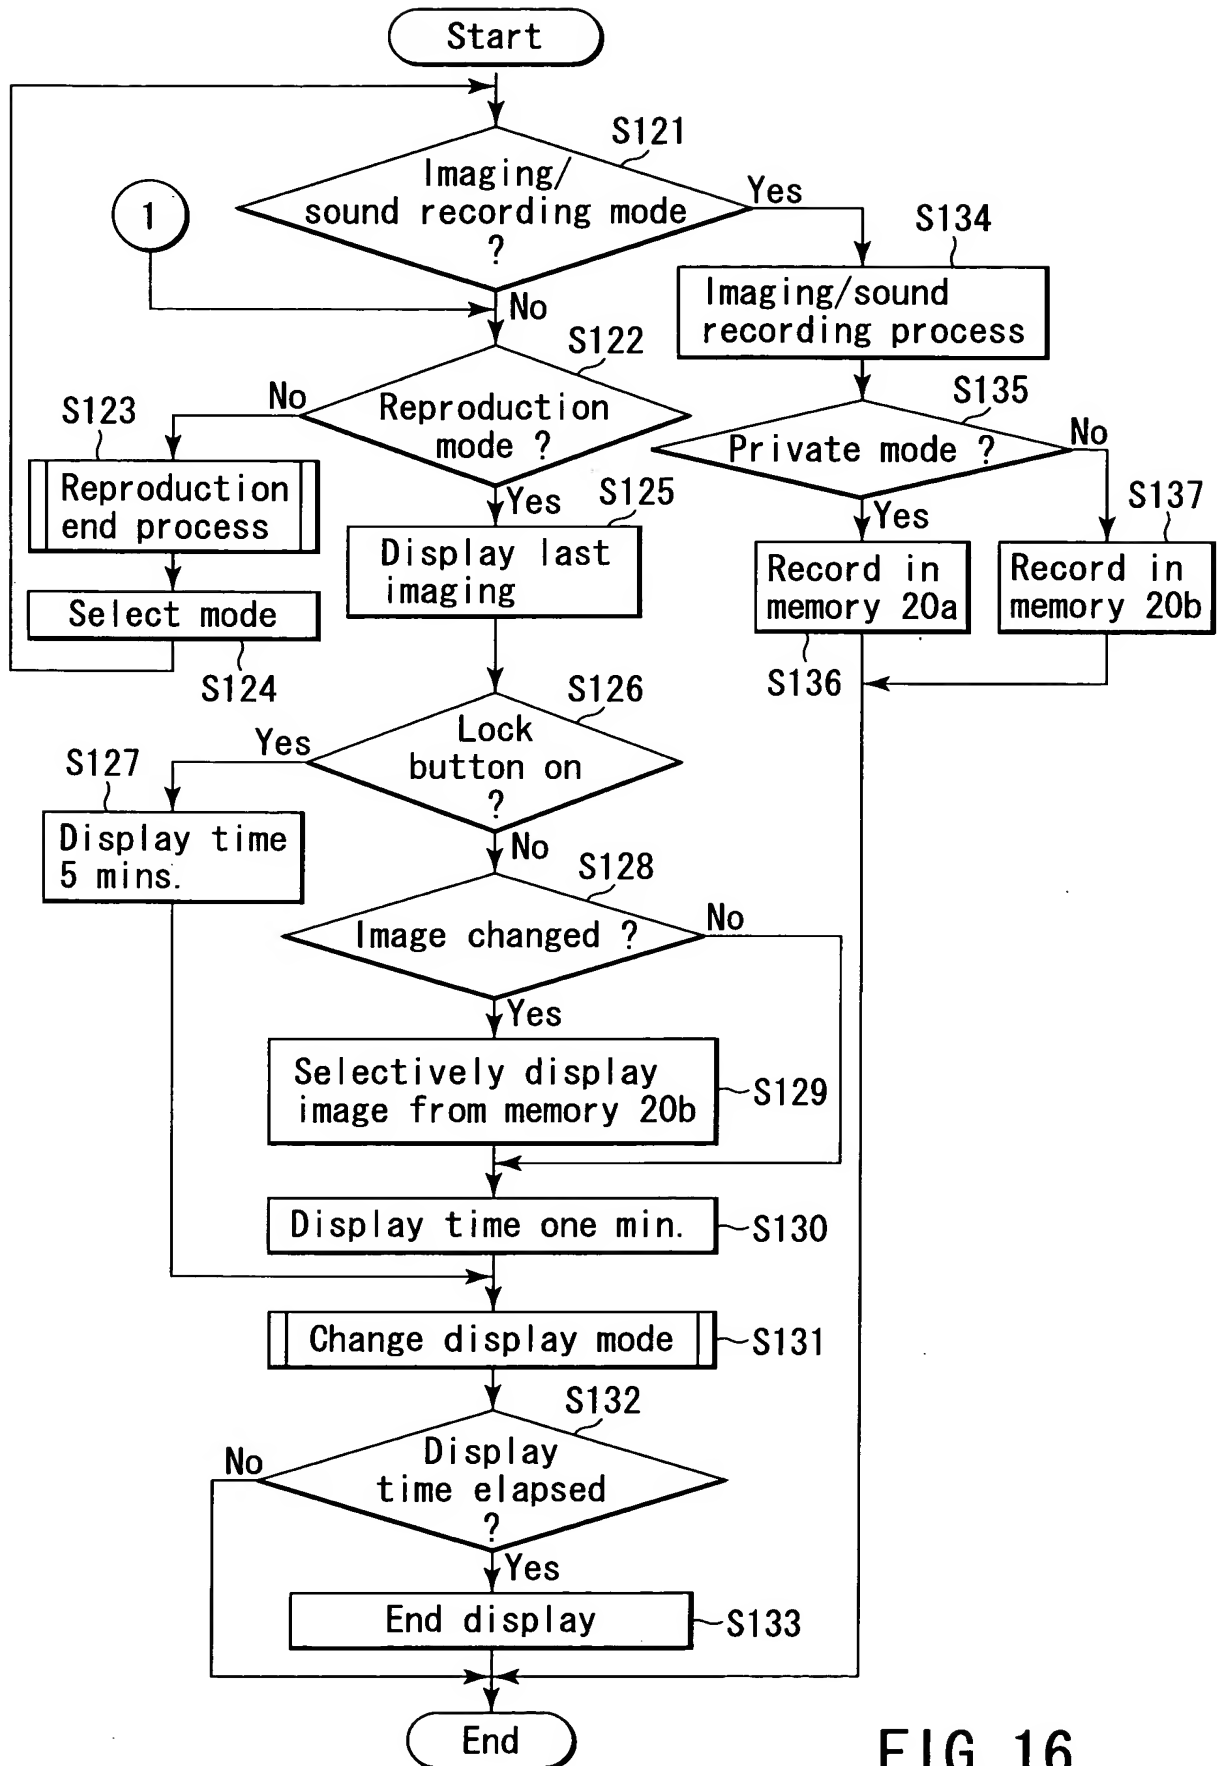 Start
S121
Imaging/
sound recording mode
?
Yes
No
1
S134
Imaging/sound
recording process
S122
Reproduction
mode ?
No
Yes
S123
Reproduction
end process
Select mode
S124
S125
Display last
imaging
S135
Private mode ?
No
Yes
S137
Record in
memory 20a
Record in
memory 20b
S136
S126
Lock
button on
?
Yes
No
S127
Display time
5 mins.
S128
Image changed ?
No
Yes
Selectively display
image from memory 20b
S129
Display time one min.
S130
Change display mode
S131
S132
Display
time elapsed
?
No
Yes
End display
S133
End
FIG. 16